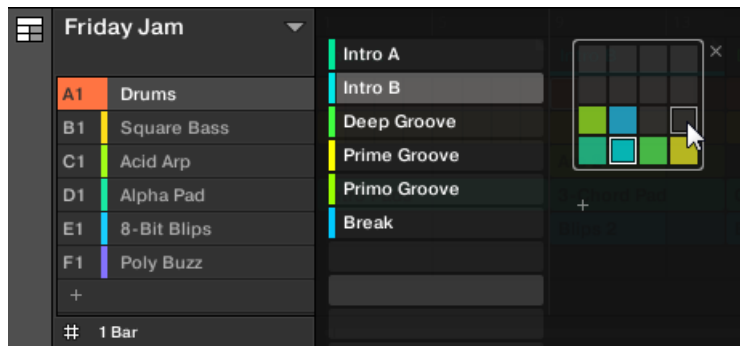 Friday Jam
A1 Drums
B1 Square Bass
C1 Acid Arp
D1 Alpha Pad
E1 8-Bit Blips
F1 Poly Buzz
+
1 Bar
Intro A
Intro B
Deep Groove
Prime Groove
Primo Groove
Break
×
+